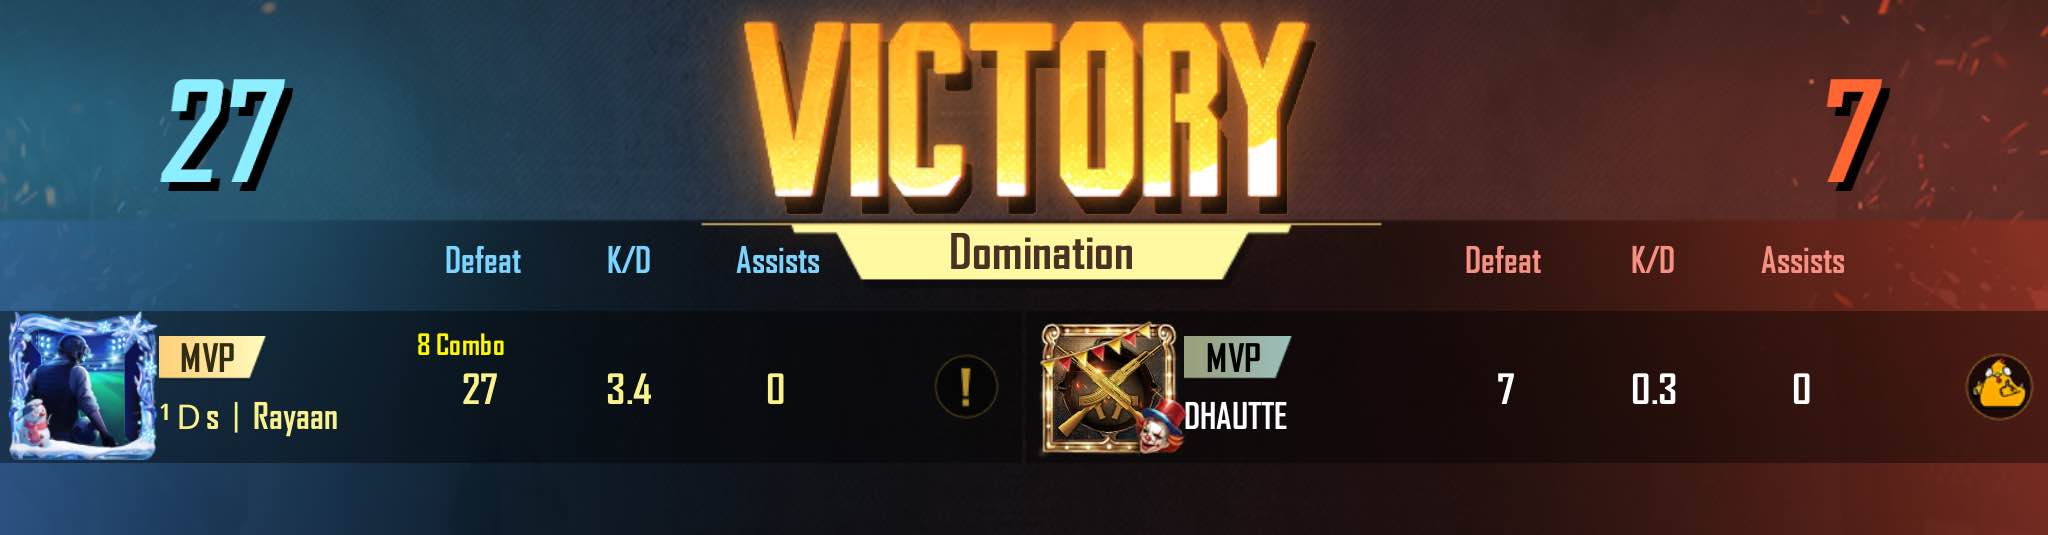 VICTORY
27
7
Domination
Defeat K/D Assists
Defeat K/D Assists
MVP
8 Combo
27 3.4 0 !
¹ D s | Rayaan
MVP
7 0.3 0
DHAUTTE